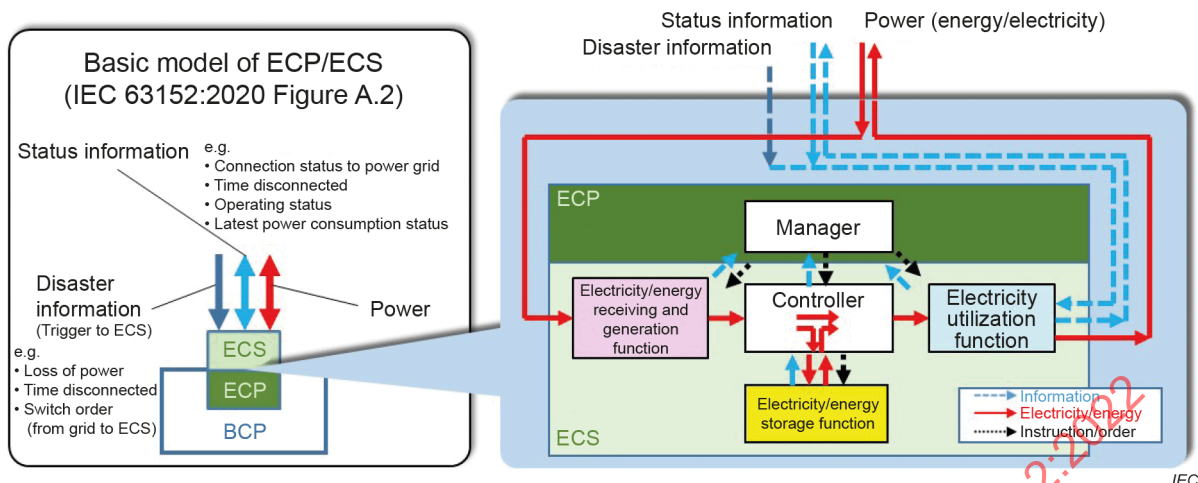 Basic model of ECP/ECS
(IEC 63152:2020 Figure A.2)
Status information
e.g.
• Connection status to power grid
• Time disconnected
• Operating status
• Latest power consumption status
Disaster
information
(Trigger to ECS)
Power
e.g.
• Loss of power
• Time disconnected
• Switch order
(from grid to ECS)
ECS
ECP
BCP
Status information
Power (energy/electricity)
Disaster information
ECP
Manager
Electricity/energy
receiving and
generation
function
Controller
Electricity
utilization
function
Electricity/energy
storage function
ECS
Information
Electricity/energy
Instruction/order
2:2022
IEC